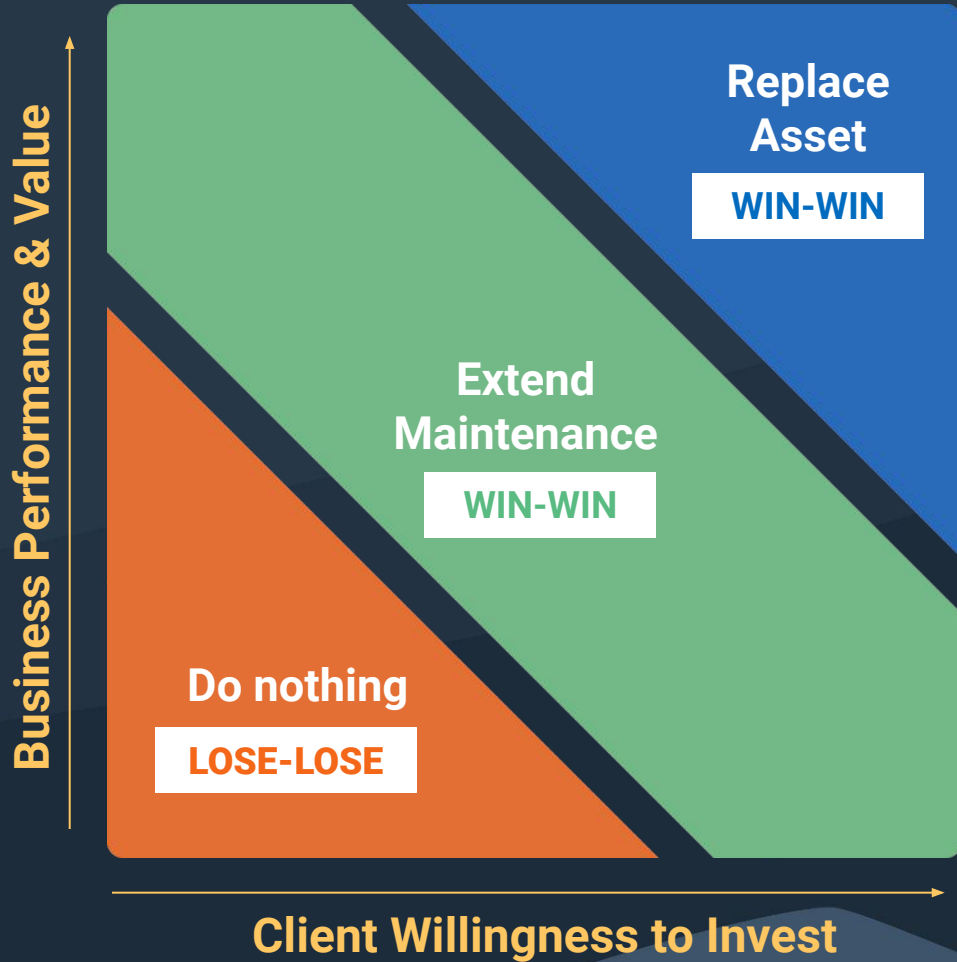 Business Performance & Value
Replace
Asset
WIN-WIN
Extend
Maintenance
WIN-WIN
Do nothing
LOSE-LOSE
Client Willingness to Invest